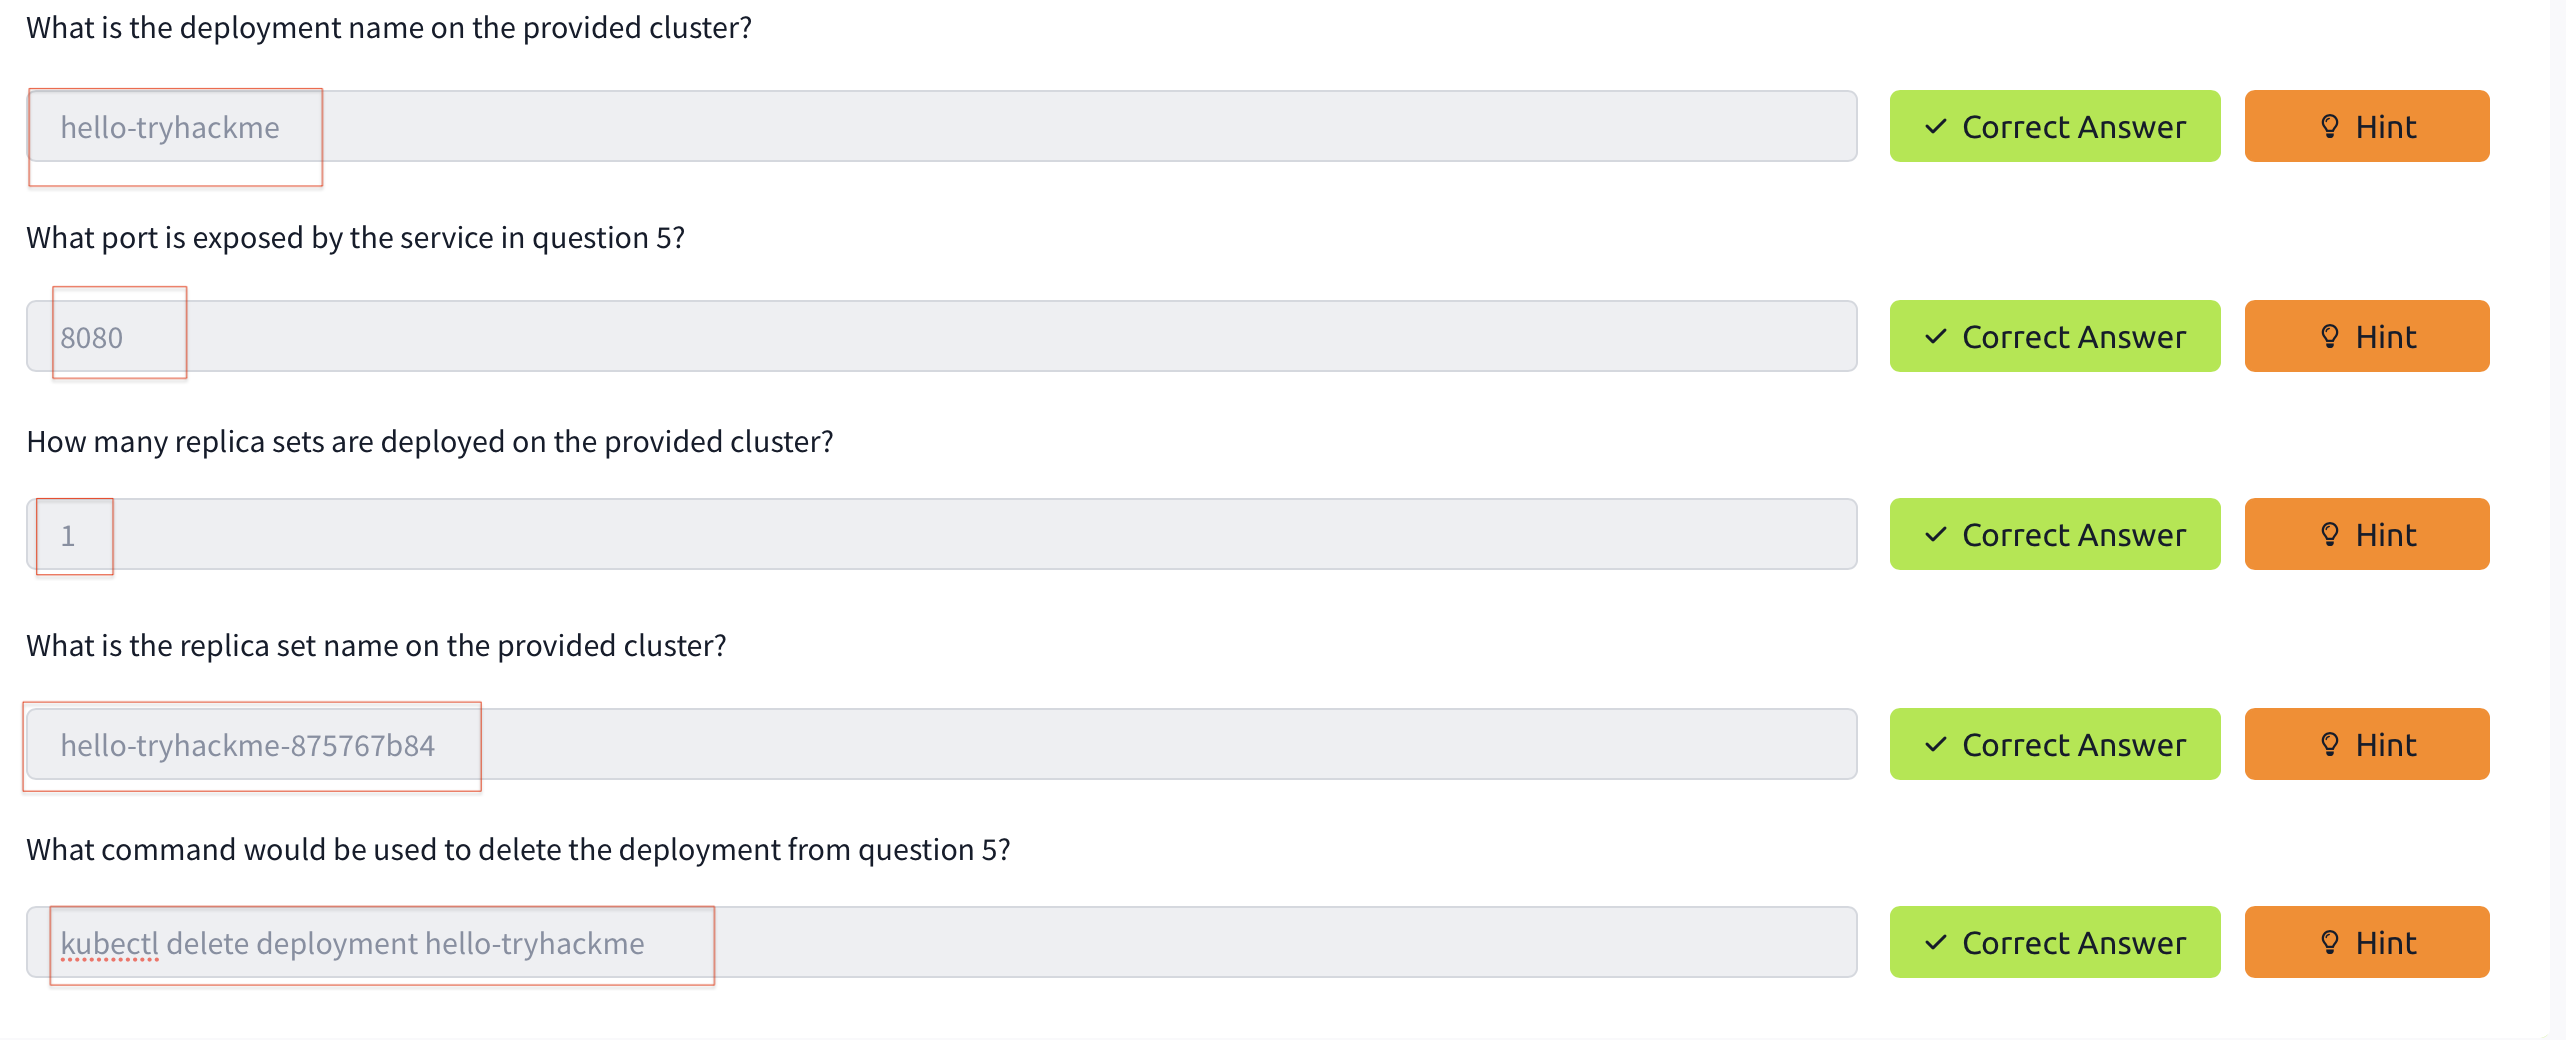 What is the deployment name on the provided cluster?
hello-tryhackme
Correct Answer
Hint
What port is exposed by the service in question 5?
8080
Correct Answer
Hint
How many replica sets are deployed on the provided cluster?
1
Correct Answer
Hint
What is the replica set name on the provided cluster?
hello-tryhackme-875767b84
Correct Answer
Hint
What command would be used to delete the deployment from question 5?
kubectl delete deployment hello-tryhackme
Correct Answer
Hint